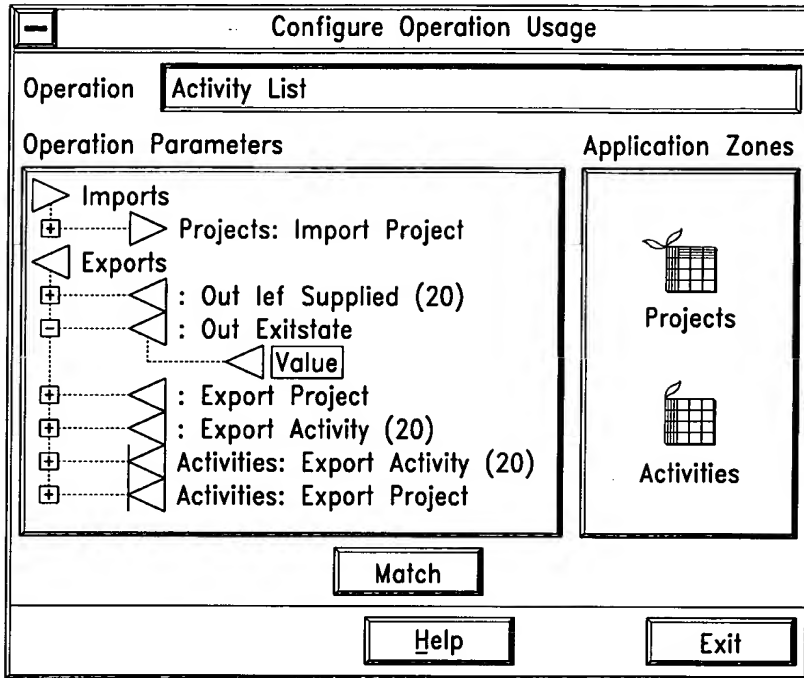 Configure Operation Usage
Operation Activity List
Operation Parameters
Application Zones
Imports
Projects: Import Project
Exports
: Out Ief Supplied (20)
: Out Exitstate
Value
: Export Project
: Export Activity (20)
Activities: Export Activity (20)
Activities: Export Project
Projects
Activities
Match
Help
Exit